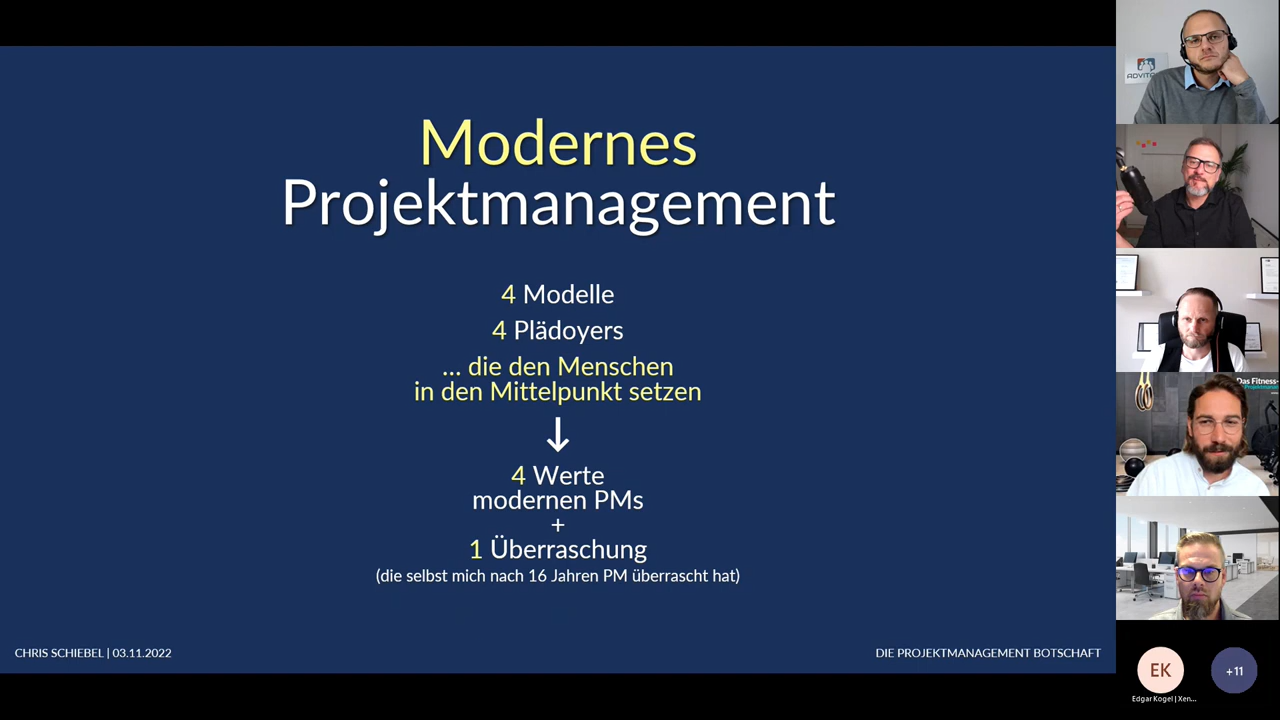 Modernes
Projektmanagement
4 Modelle
4 Plädoyers
... die den Menschen
in den Mittelpunkt setzen
↓
4 Werte
modernen PMs
+
1 Überraschung
(die selbst mich nach 16 Jahren PM überrascht hat)
CHRIS SCHIEBEL | 03.11.2022
DIE PROJEKTMANAGEMENT BOTSCHAFT
Das Fitness-
EK
+11
Edgar Kogel | Xen...